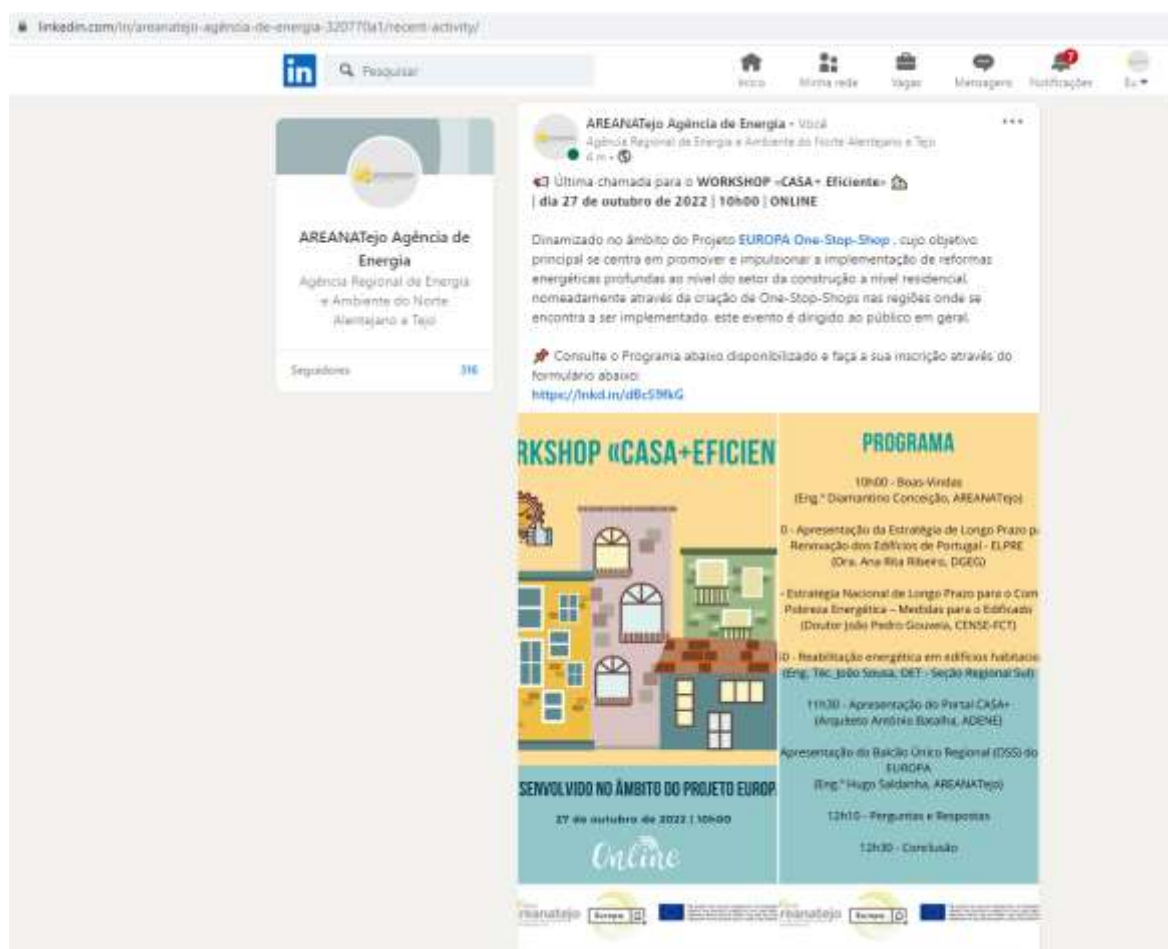 linkedin.com/in/areanatejo-agência-de-energia-320770a1/recent-activity/
in
Pesquisar
Início
Minha rede
Vagas
Mensagens
7
Notificações
Eu
AREANATejo Agência de Energia
Agência Regional de Energia
e Ambiente do Norte
Alentejano e Tejo
Seguidores 316
AREANATejo Agência de Energia • Você
Agência Regional de Energia e Ambiente do Norte Alentejano e Tejo
4 m •
Última chamada para o WORKSHOP «CASA+ Eficiente»
| dia 27 de outubro de 2022 | 10h00 | ONLINE
Dinamizado no âmbito do Projeto EUROPA One-Stop-Shop , cujo objetivo
principal se centra em promover e impulsionar a implementação de reformas
energéticas profundas ao nível do setor da construção a nível residencial,
nomeadamente através da criação de One-Stop-Shops nas regiões onde se
encontra a ser implementado, este evento é dirigido ao público em geral.
Consulte o Programa abaixo disponibilizado e faça a sua inscrição através do
formulário abaixo:
RKSHOP «CASA+EFICIEN
SENVOLVIDO NO ÂMBITO DO PROJETO EUROP
27 de outubro de 2022 | 10h00
Online
reanatejo
Europa
PROGRAMA
10h00 - Boas-Vindas
(Eng.º Diamantino Conceição, AREANATejo)
0 - Apresentação da Estratégia de Longo Prazo p
Renovação dos Edifícios de Portugal - ELPRE
(Dra. Ana Rita Ribeiro, DGEG)
- Estratégia Nacional de Longo Prazo para o Com
Pobreza Energética – Medidas para o Edificado
(Doutor João Pedro Gouveia, CENSE-FCT)
0 - Reabilitação energética em edifícios habitacio
(Eng. Téc. João Sousa, OET - Seção Regional Sul)
11h30 - Apresentação do Portal CASA+
(Arquiteto António Batalha, ADENE)
Apresentação do Balcão Único Regional (OSS) do
EUROPA
(Eng.º Hugo Saldanha, AREANATejo)
12h10 - Perguntas e Respostas
12h30 - Conclusão
reanatejo
Europa